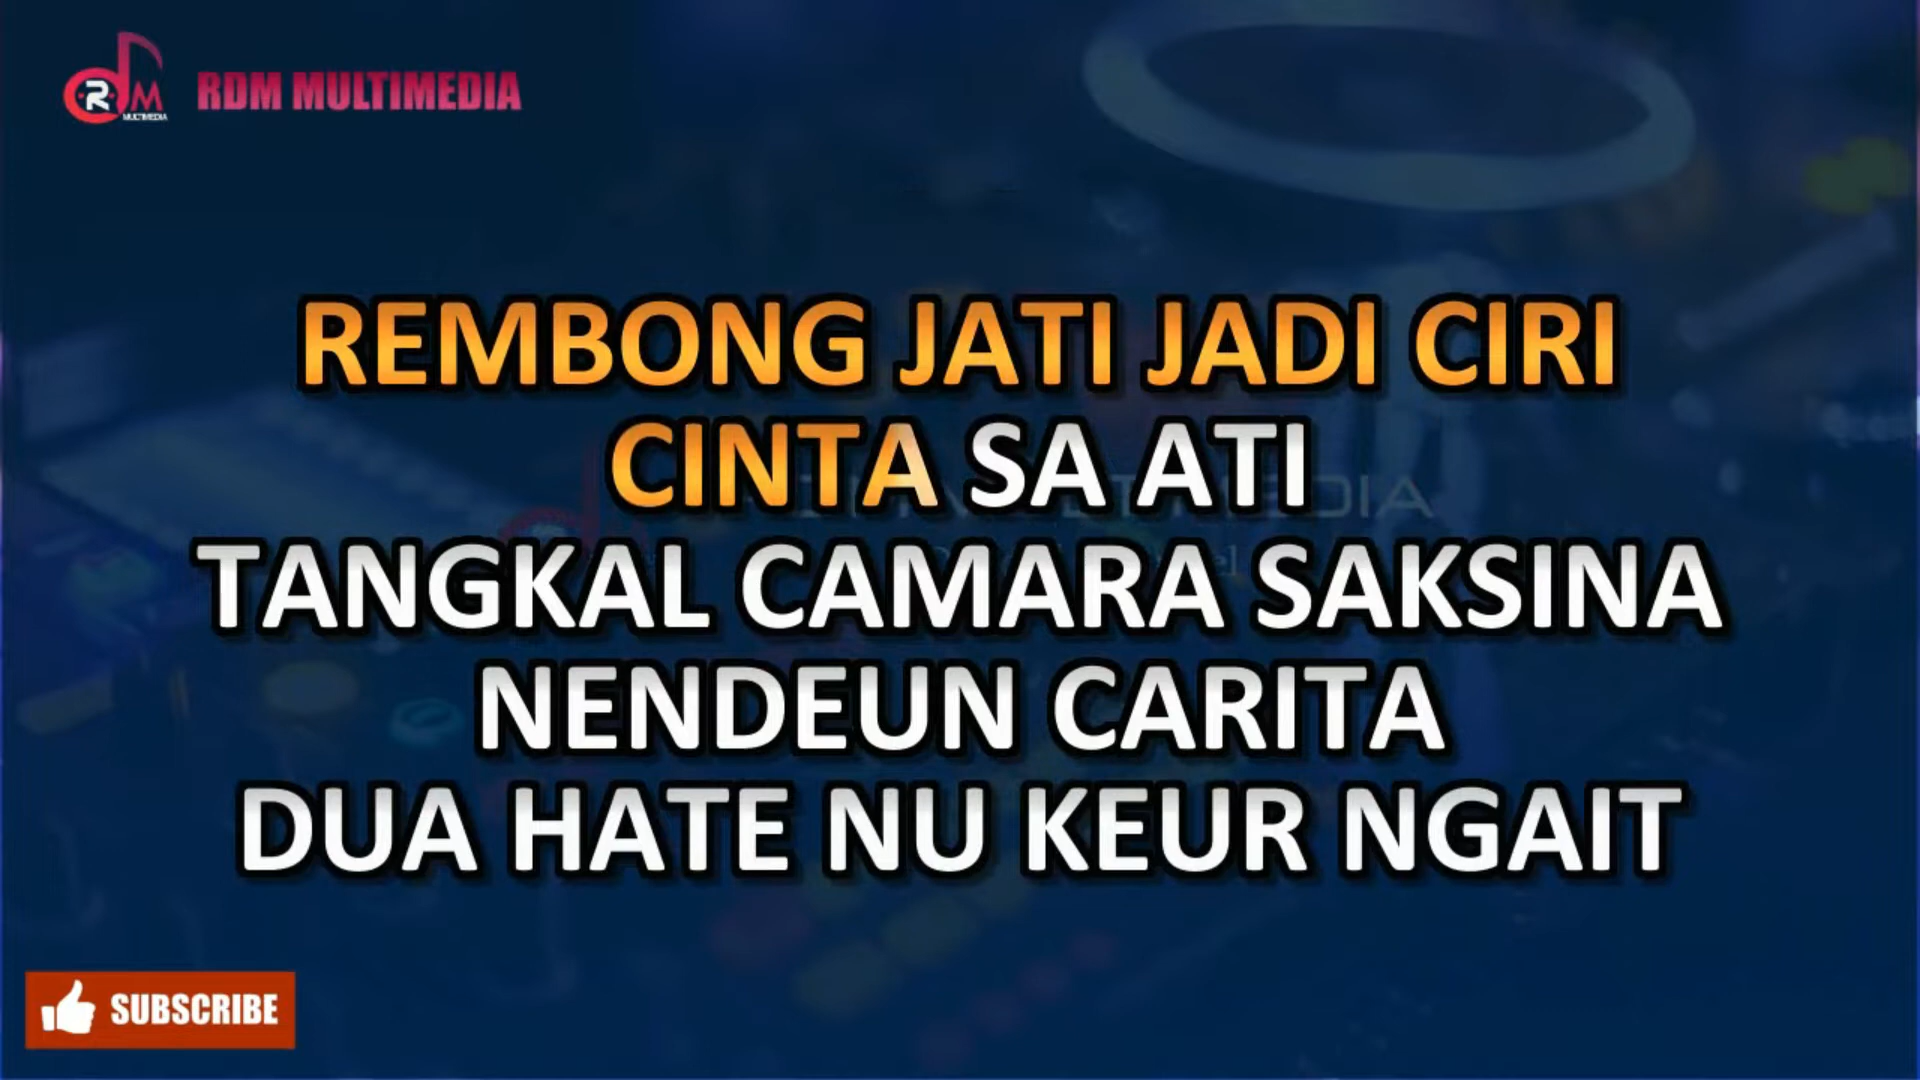 RDM MULTIMEDIA
R M
MULTIMEDIA
REMBONG JATI JADI CIRI
CINTA SA ATI
TANGKAL CAMARA SAKSINA
NENDEUN CARITA
DUA HATE NU KEUR NGAIT
SUBSCRIBE